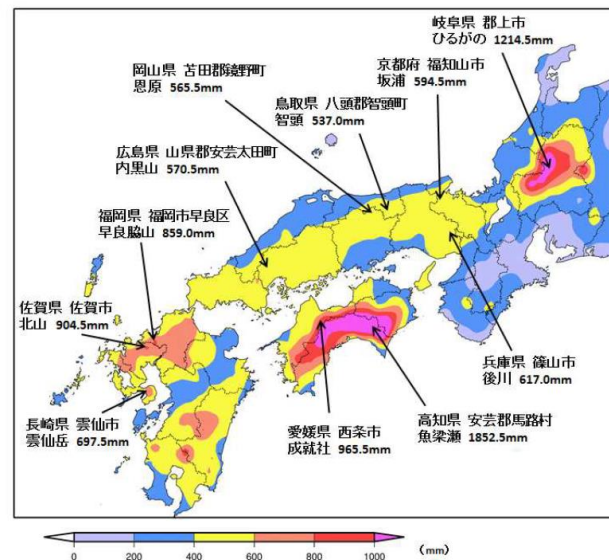 岐阜県 郡上市
ひるがの 1214.5mm
京都府 福知山市
坂浦 594.5mm
岡山県 苫田郡鏡野町
恩原 565.5mm
鳥取県 八頭郡智頭町
智頭 537.0mm
広島県 山県郡安芸太田町
内黒山 570.5mm
福岡県 福岡市早良区
早良脇山 859.0mm
佐賀県 佐賀市
北山 904.5mm
長崎県 雲仙市
雲仙岳 697.5mm
愛媛県 西条市
成就社 965.5mm
高知県 安芸郡馬路村
魚梁瀬 1852.5mm
兵庫県 篠山市
後川 617.0mm
0 200 400 600 800 1000 (mm)